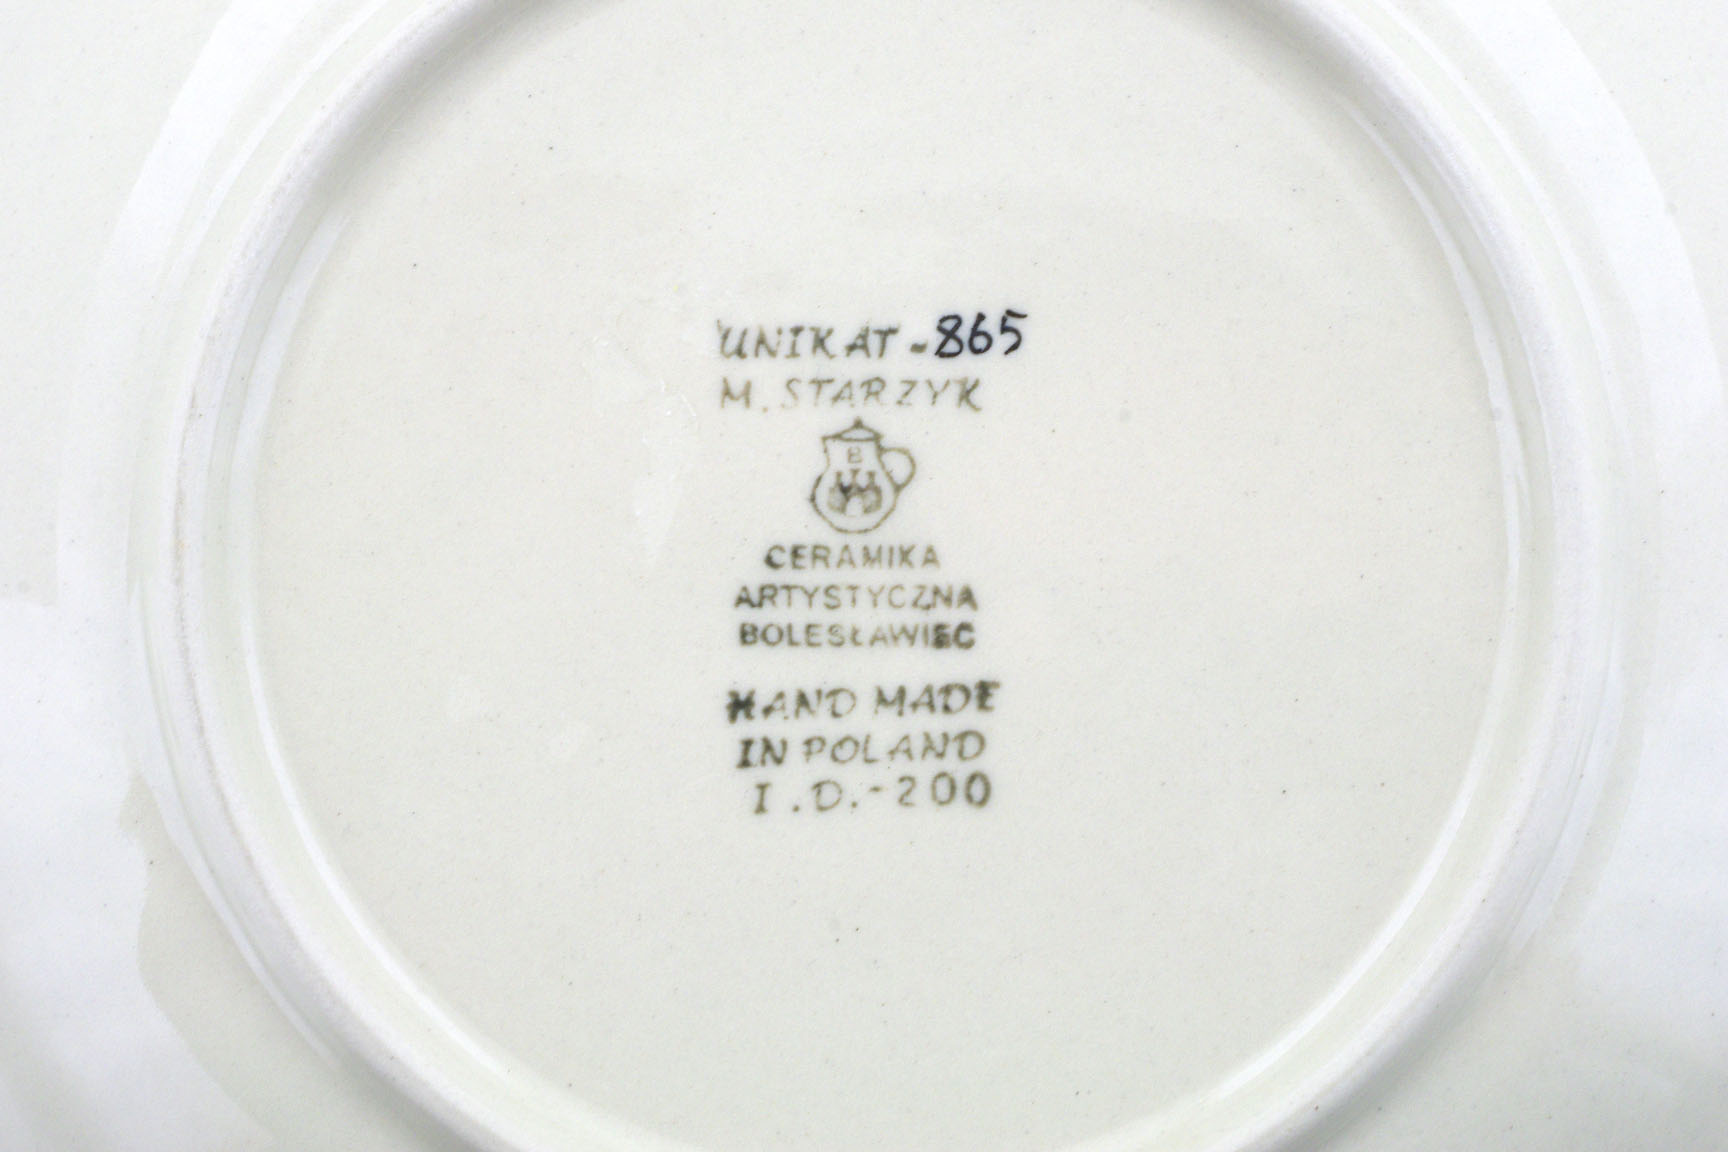 UNIKAT-865
M. STARZYK
B
CERAMIKA
ARTYSTYCZNA
BOLESŁAWIEC
HAND MADE
IN POLAND
I.D.-200